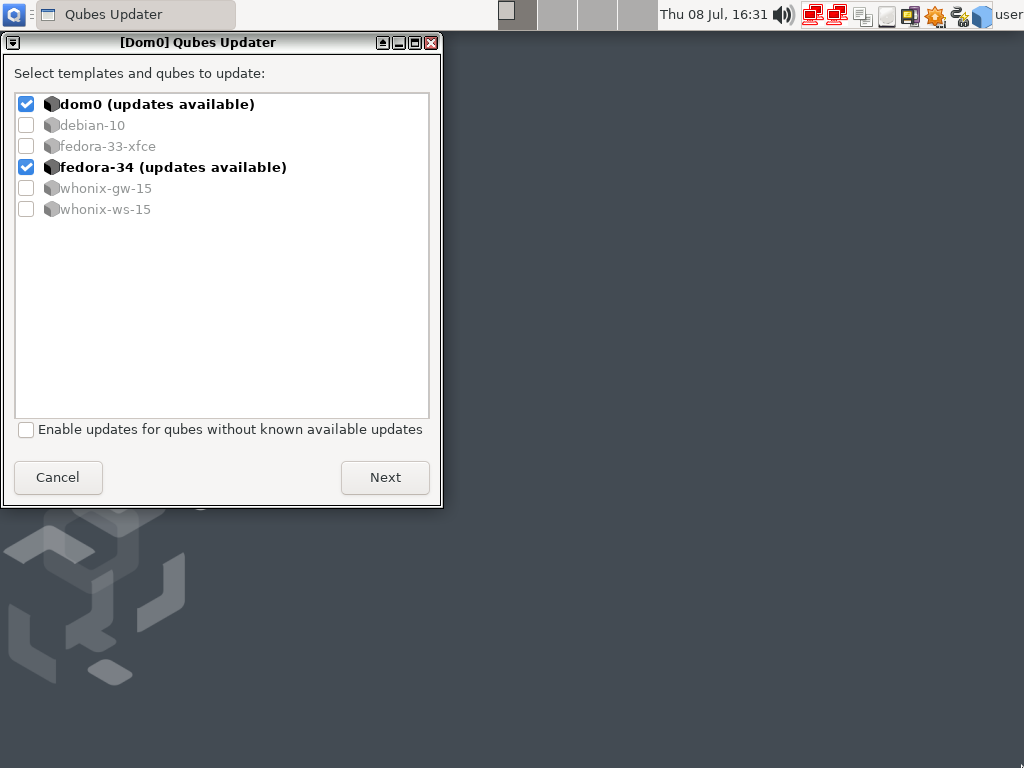 Qubes Updater
Thu 08 Jul, 16:31
user
[Dom0] Qubes Updater
Select templates and qubes to update:
dom0 (updates available)
debian-10
fedora-33-xfce
fedora-34 (updates available)
whonix-gw-15
whonix-ws-15
Enable updates for qubes without known available updates
Cancel
Next